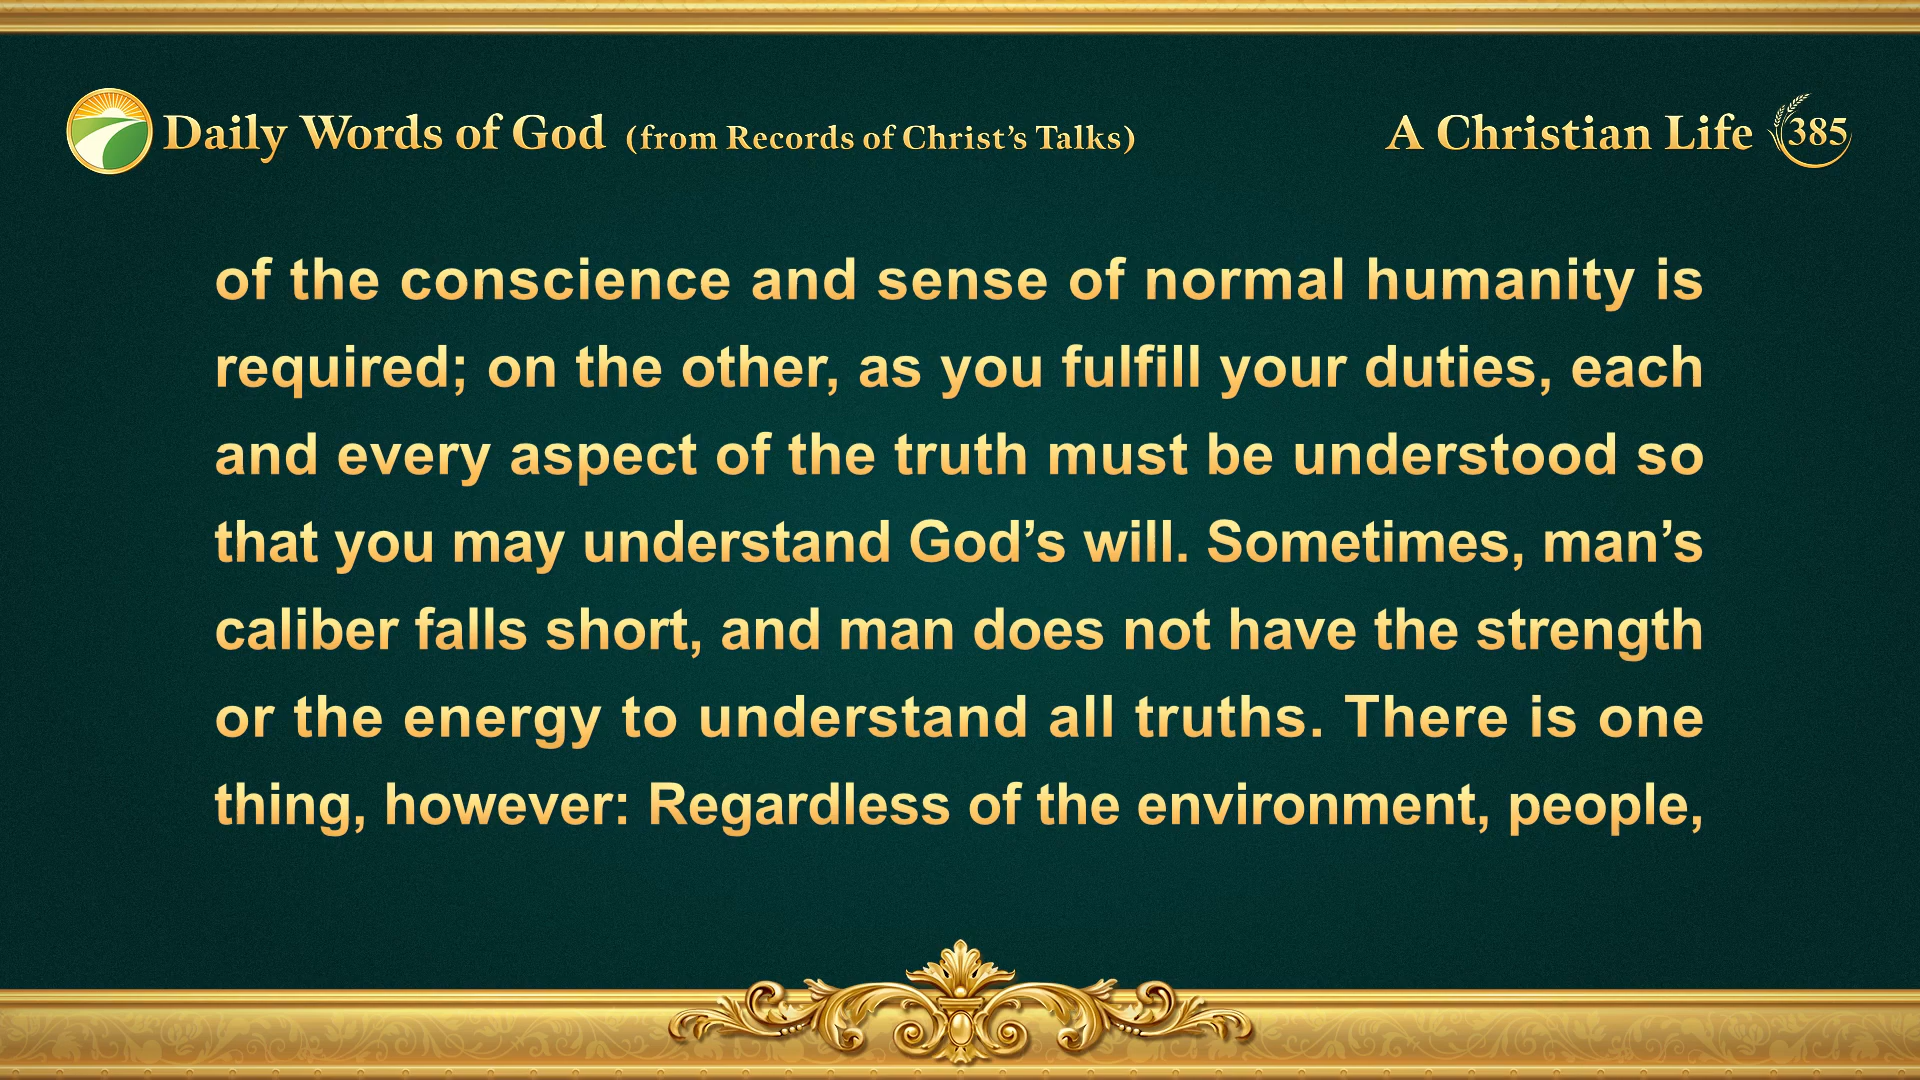 Daily Words of God (from Records of Christ’s Talks)
A Christian Life 385
of the conscience and sense of normal humanity is
required; on the other, as you fulfill your duties, each
and every aspect of the truth must be understood so
that you may understand God’s will. Sometimes, man’s
caliber falls short, and man does not have the strength
or the energy to understand all truths. There is one
thing, however: Regardless of the environment, people,